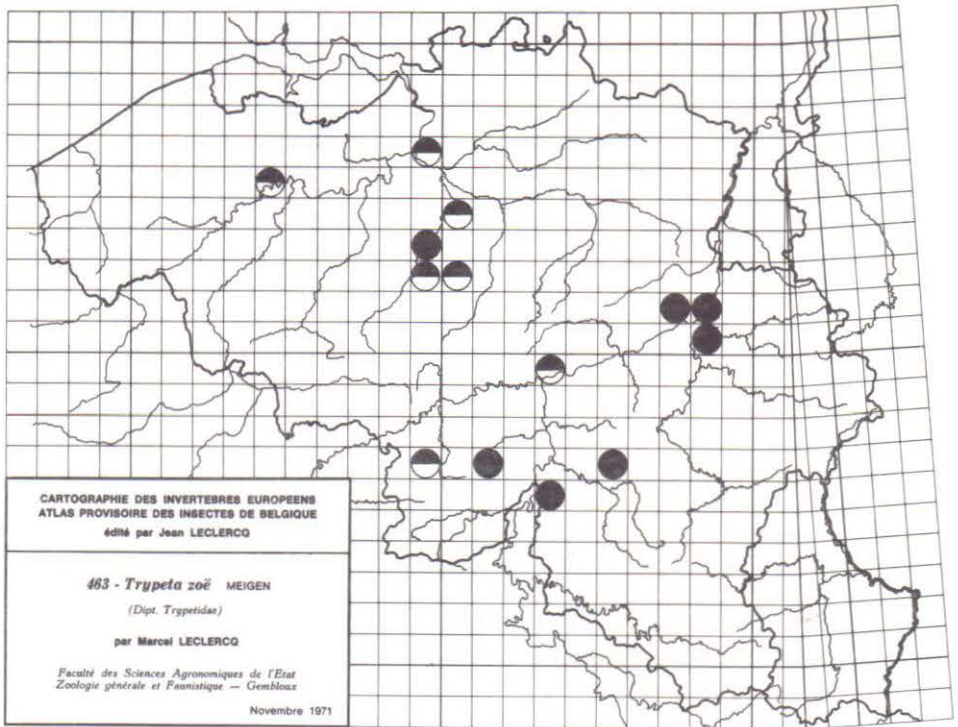 CARTOGRAPHIE DES INVERTEBRES EUROPEENS
ATLAS PROVISOIRE DES INSECTES DE BELGIQUE
édité par Jean LECLERCQ
463 - Trypeta zoë MEIGEN
(Dipt. Trypetidae)
par Marcel LECLERCQ
Faculté des Sciences Agronomiques de l'Etat
Zoologie générale et Faunistique — Gembloux
Novembre 1971